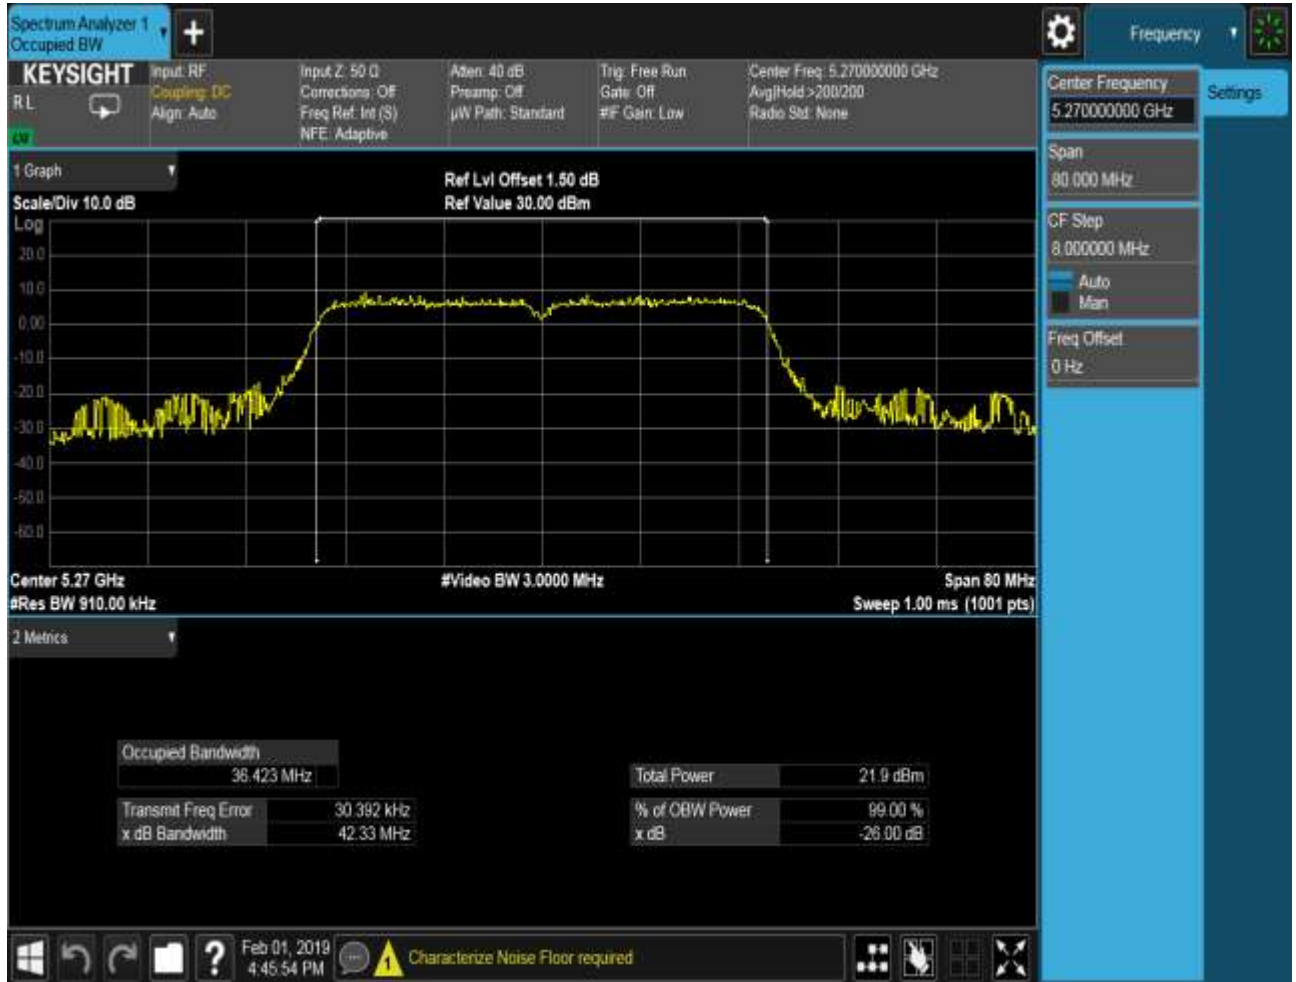 Spectrum Analyzer 1
Occupied BW
Frequency
KEYSIGHT
RL
Input: RF
Coupling: DC
Align: Auto
Input Z: 50 Ω
Corrections: Off
Freq Ref: Int (S)
NFE: Adaptive
Atten: 40 dB
Preamp: Off
µW Path: Standard
Trig: Free Run
Gate: Off
#IF Gain: Low
Center Freq: 5.270000000 GHz
Avg|Hold:>200/200
Radio Std: None
Center Frequency
5.270000000 GHz
Settings
Span
80.000 MHz
CF Step
8.000000 MHz
Auto
Man
Freq Offset
0 Hz
1 Graph
Scale/Div 10.0 dB
Ref Lvl Offset 1.50 dB
Ref Value 30.00 dBm
Log
20.0
10.0
0.00
-10.0
-20.0
-30.0
-40.0
-50.0
-60.0
Center 5.27 GHz
#Video BW 3.0000 MHz
Span 80 MHz
#Res BW 910.00 kHz
Sweep 1.00 ms (1001 pts)
2 Metrics
Occupied Bandwidth
36.423 MHz
Transmit Freq Error 30.392 kHz
x dB Bandwidth 42.33 MHz
Total Power 21.9 dBm
% of OBW Power 99.00 %
x dB -26.00 dB
Feb 01, 2019
4:45:54 PM
1
Characterize Noise Floor required